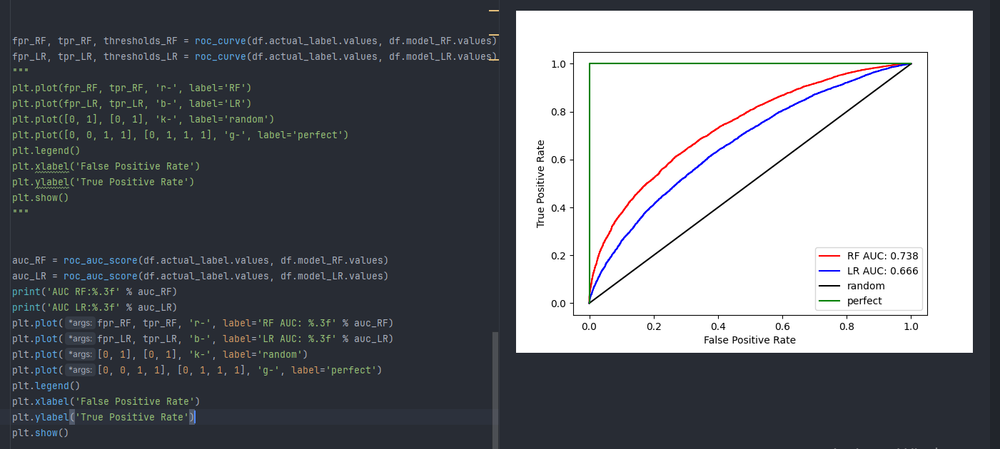 fpr_RF, tpr_RF, thresholds_RF = roc_curve(df.actual_label.values, df.model_RF.values)
fpr_LR, tpr_LR, thresholds_LR = roc_curve(df.actual_label.values, df.model_LR.values)
"""
plt.plot(fpr_RF, tpr_RF, 'r-', label='RF')
plt.plot(fpr_LR, tpr_LR, 'b-', label='LR')
plt.plot([0, 1], [0, 1], 'k-', label='random')
plt.plot([0, 0, 1, 1], [0, 1, 1, 1], 'g-', label='perfect')
plt.legend()
plt.xlabel('False Positive Rate')
plt.ylabel('True Positive Rate')
plt.show()
"""
auc_RF = roc_auc_score(df.actual_label.values, df.model_RF.values)
auc_LR = roc_auc_score(df.actual_label.values, df.model_LR.values)
print('AUC RF:%.3f' % auc_RF)
print('AUC LR:%.3f' % auc_LR)
plt.plot( *args: fpr_RF, tpr_RF, 'r-', label='RF AUC: %.3f' % auc_RF)
plt.plot( *args: fpr_LR, tpr_LR, 'b-', label='LR AUC: %.3f' % auc_LR)
plt.plot( *args: [0, 1], [0, 1], 'k-', label='random')
plt.plot( *args: [0, 0, 1, 1], [0, 1, 1, 1], 'g-', label='perfect')
plt.legend()
plt.xlabel('False Positive Rate')
plt.ylabel('True Positive Rate')
plt.show()
True Positive Rate
1.0
0.8
0.6
0.4
0.2
0.0
RF AUC: 0.738
LR AUC: 0.666
random
perfect
0.0 0.2 0.4 0.6 0.8 1.0
False Positive Rate